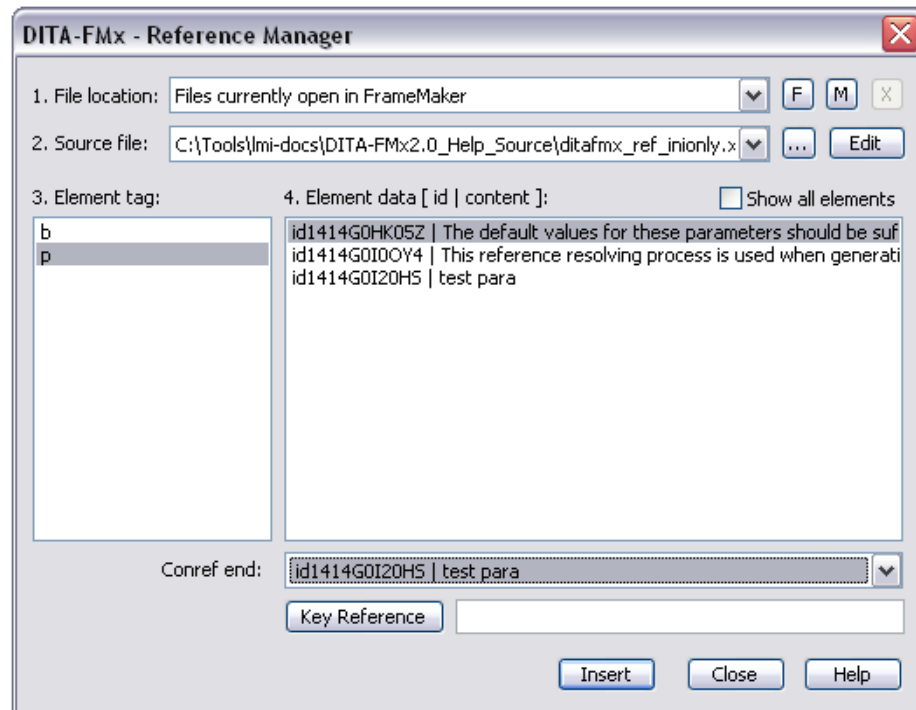 DITA-FMx - Reference Manager
1. File location: Files currently open in FrameMaker F M X
2. Source file: C:\Tools\lmi-docs\DITA-FMx2.0_Help_Source\ditafmx_ref_inionly.x ... Edit
3. Element tag: 4. Element data [ id | content ]: Show all elements
b id1414G0HK05Z | The default values for these parameters should be suf
p id1414G0I0OY4 | This reference resolving process is used when generati
id1414G0I20HS | test para
Conref end: id1414G0I20HS | test para
Key Reference
Insert Close Help